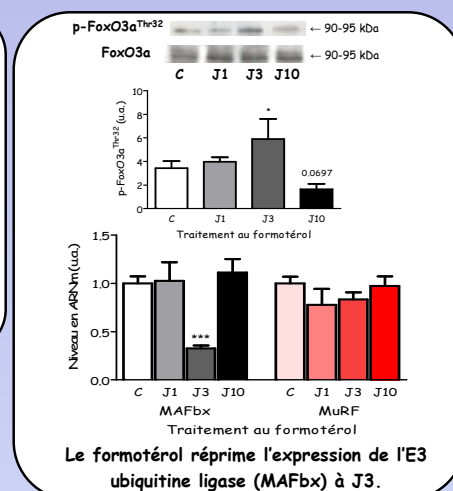 p-FoxO3aThr32 ← 90-95 kDa
FoxO3a ← 90-95 kDa
C J1 J3 J10
p-FoxO3aThr32 (u.a.)
10
8
6
4
2
0
*
0.0697
C J1 J3 J10
Traitement au formotérol
Niveau en ARNm (u.a.)
1.5
1.0
0.5
0.0
***
C J1 J3 J10 C J1 J3 J10
MAFbx MuRF
Traitement au formotérol
Le formotérol réprime l'expression de l'E3
ubiquitine ligase (MAFbx) à J3.